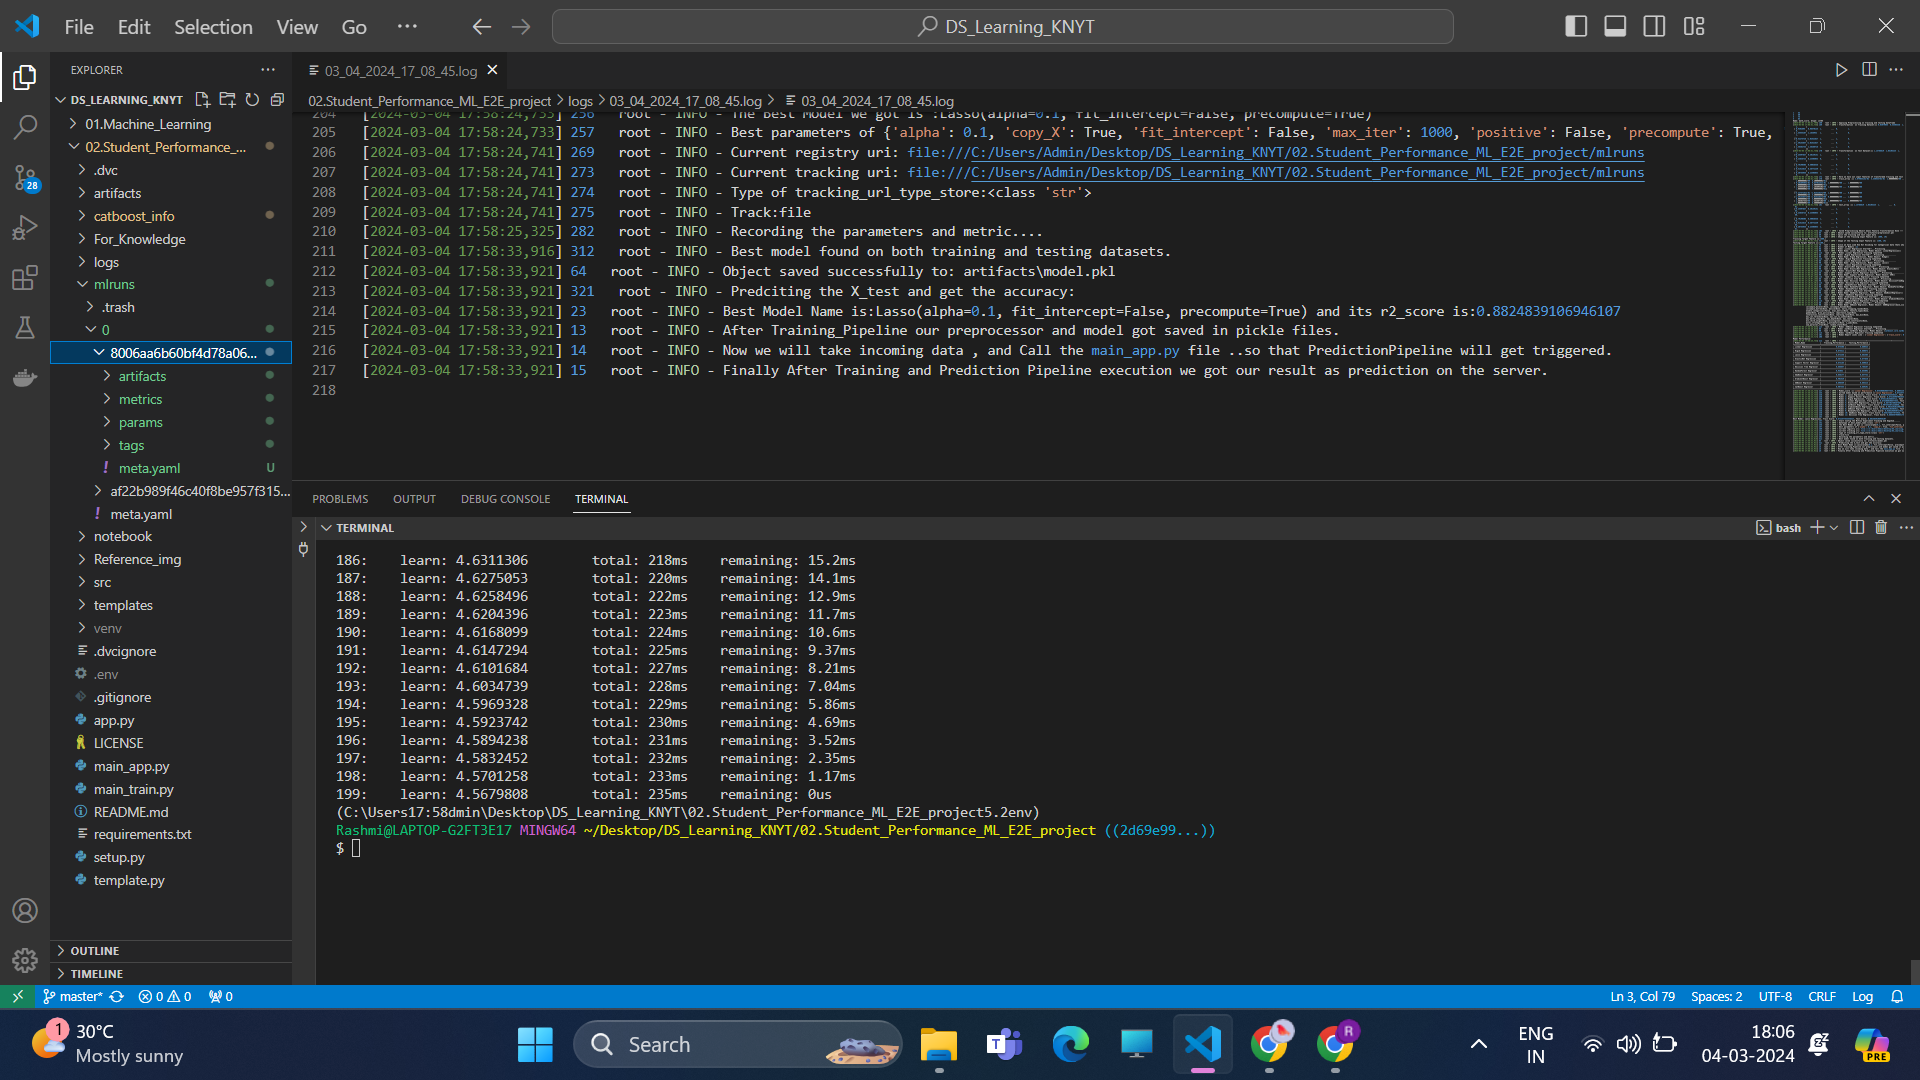 File Edit Selection View Go ···
DS_Learning_KNYT
EXPLORER
DS_LEARNING_KNYT
01.Machine_Learning
02.Student_Performance_...
.dvc
artifacts
catboost_info
For_Knowledge
logs
mlruns
.trash
0
8006aa6b60bf4d78a06...
artifacts
metrics
params
tags
! meta.yaml U
af22b989f46c40f8be957f315...
! meta.yaml
notebook
Reference_img
src
templates
venv
.dvcignore
.env
.gitignore
app.py
LICENSE
main_app.py
main_train.py
README.md
requirements.txt
setup.py
template.py
OUTLINE
TIMELINE
28
03_04_2024_17_08_45.log
02.Student_Performance_ML_E2E_project > logs > 03_04_2024_17_08_45.log > 03_04_2024_17_08_45.log
204 [2024-03-04 17:58:24,733] 256 root - INFO - The Best Model we got is :Lasso(alpha=0.1, fit_intercept=False, precompute=True)
205 [2024-03-04 17:58:24,733] 257 root - INFO - Best parameters of {'alpha': 0.1, 'copy_X': True, 'fit_intercept': False, 'max_iter': 1000, 'positive': False, 'precompute': True,
206 [2024-03-04 17:58:24,741] 269 root - INFO - Current registry uri: file:///C:/Users/Admin/Desktop/DS_Learning_KNYT/02.Student_Performance_ML_E2E_project/mlruns
207 [2024-03-04 17:58:24,741] 273 root - INFO - Current tracking uri: file:///C:/Users/Admin/Desktop/DS_Learning_KNYT/02.Student_Performance_ML_E2E_project/mlruns
208 [2024-03-04 17:58:24,741] 274 root - INFO - Type of tracking_url_type_store:<class 'str'>
209 [2024-03-04 17:58:24,741] 275 root - INFO - Track:file
210 [2024-03-04 17:58:25,325] 282 root - INFO - Recording the parameters and metric....
211 [2024-03-04 17:58:33,916] 312 root - INFO - Best model found on both training and testing datasets.
212 [2024-03-04 17:58:33,921] 64 root - INFO - Object saved successfully to: artifacts\model.pkl
213 [2024-03-04 17:58:33,921] 321 root - INFO - Predciting the X_test and get the accuracy:
214 [2024-03-04 17:58:33,921] 23 root - INFO - Best Model Name is:Lasso(alpha=0.1, fit_intercept=False, precompute=True) and its r2_score is:0.8824839106946107
215 [2024-03-04 17:58:33,921] 13 root - INFO - After Training_Pipeline our preprocessor and model got saved in pickle files.
216 [2024-03-04 17:58:33,921] 14 root - INFO - Now we will take incoming data , and Call the main_app.py file ..so that PredictionPipeline will get triggered.
217 [2024-03-04 17:58:33,921] 15 root - INFO - Finally After Training and Prediction Pipeline execution we got our result as prediction on the server.
218
PROBLEMS OUTPUT DEBUG CONSOLE TERMINAL
TERMINAL
bash
186: learn: 4.6311306 total: 218ms remaining: 15.2ms
187: learn: 4.6275053 total: 220ms remaining: 14.1ms
188: learn: 4.6258496 total: 222ms remaining: 12.9ms
189: learn: 4.6204396 total: 223ms remaining: 11.7ms
190: learn: 4.6168099 total: 224ms remaining: 10.6ms
191: learn: 4.6147294 total: 225ms remaining: 9.37ms
192: learn: 4.6101684 total: 227ms remaining: 8.21ms
193: learn: 4.6034739 total: 228ms remaining: 7.04ms
194: learn: 4.5969328 total: 229ms remaining: 5.86ms
195: learn: 4.5923742 total: 230ms remaining: 4.69ms
196: learn: 4.5894238 total: 231ms remaining: 3.52ms
197: learn: 4.5832452 total: 232ms remaining: 2.35ms
198: learn: 4.5701258 total: 233ms remaining: 1.17ms
199: learn: 4.5679808 total: 235ms remaining: 0us
(C:\Users17:58dmin\Desktop\DS_Learning_KNYT\02.Student_Performance_ML_E2E_project5.2env)
Rashmi@LAPTOP-G2FT3E17 MINGW64 ~/Desktop/DS_Learning_KNYT/02.Student_Performance_ML_E2E_project ((2d69e99...))
$
master* 0 0 0
Ln 3, Col 79 Spaces: 2 UTF-8 CRLF Log
1
30°C
Mostly sunny
Search
T
R
ENG
IN
18:06
04-03-2024
PRE